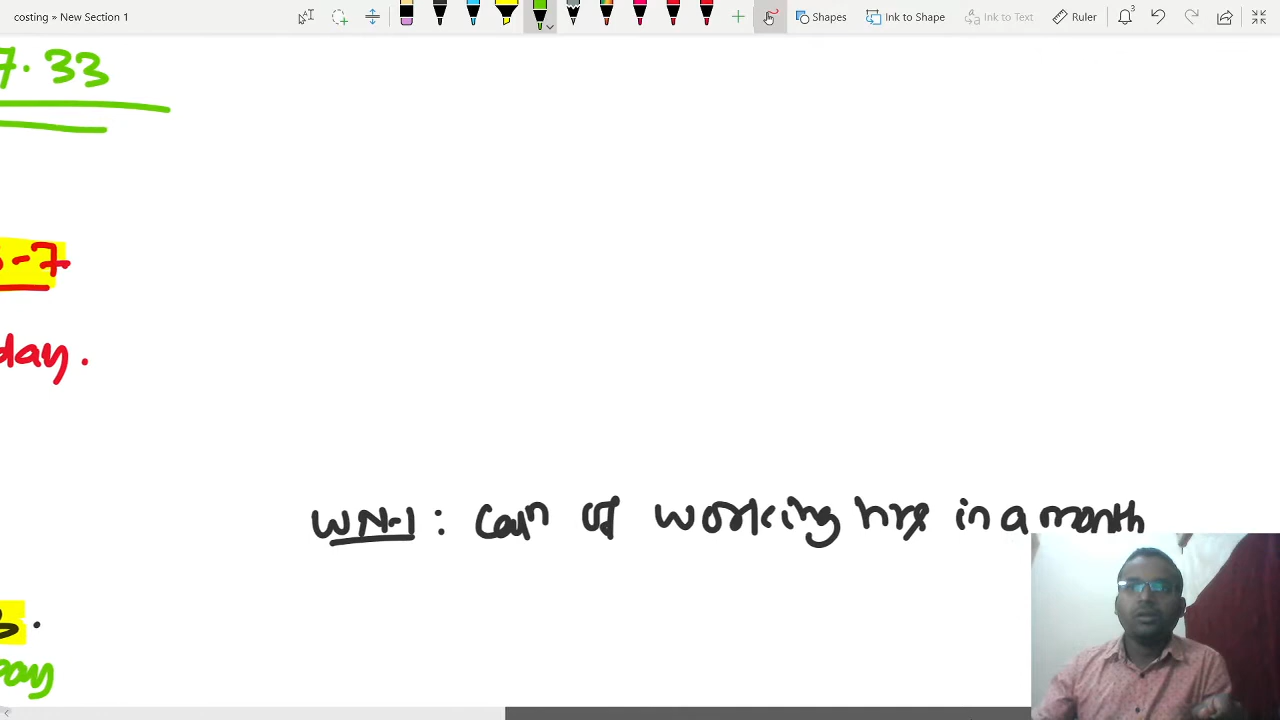 costing » New Section 1
Shapes
Ink to Shape
Ink to Text
Ruler
7.33
-7
day.
WN-1 : Calⁿ of working hrs in a month
pay